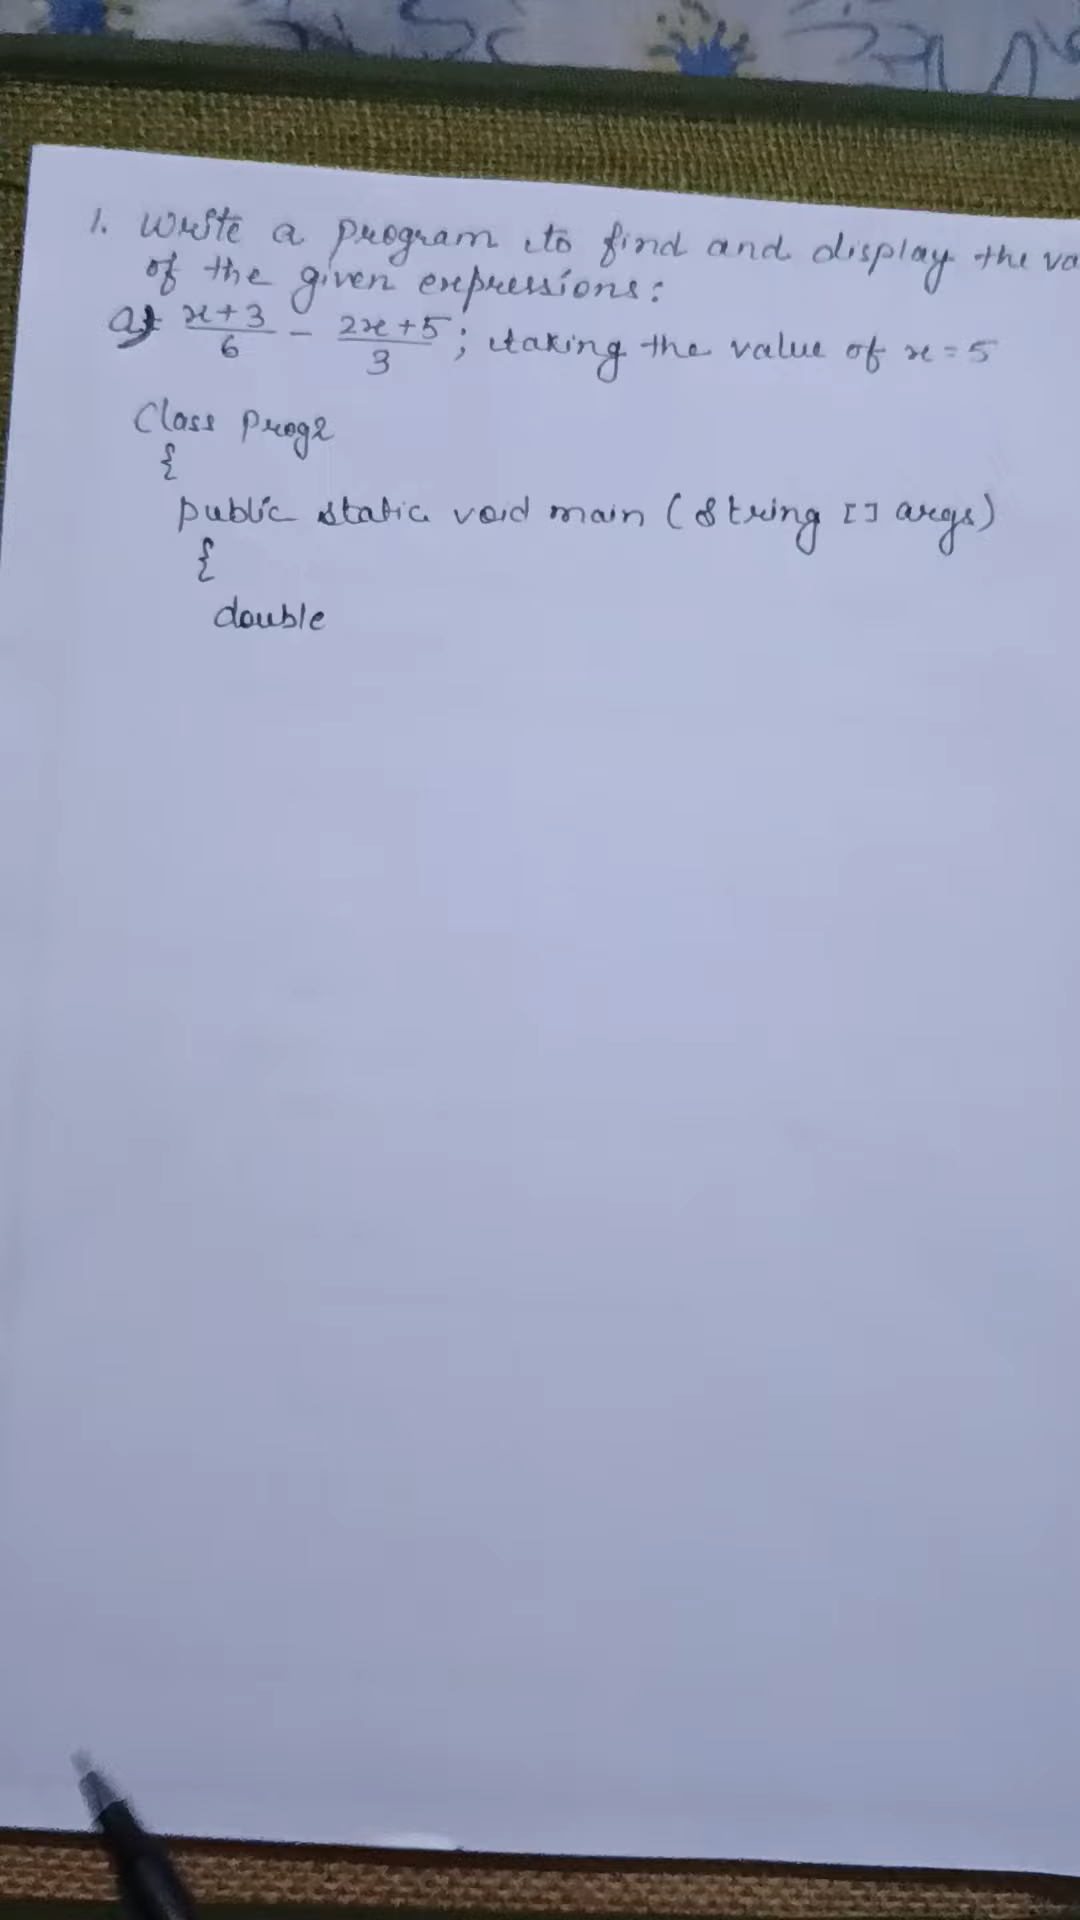 1. Write a program to find and display the va
of the given expressions:
a) x+3/6 - 2x+5/3; taking the value of x=5
Class Prog2
{
public static void main (String [] args)
{
double